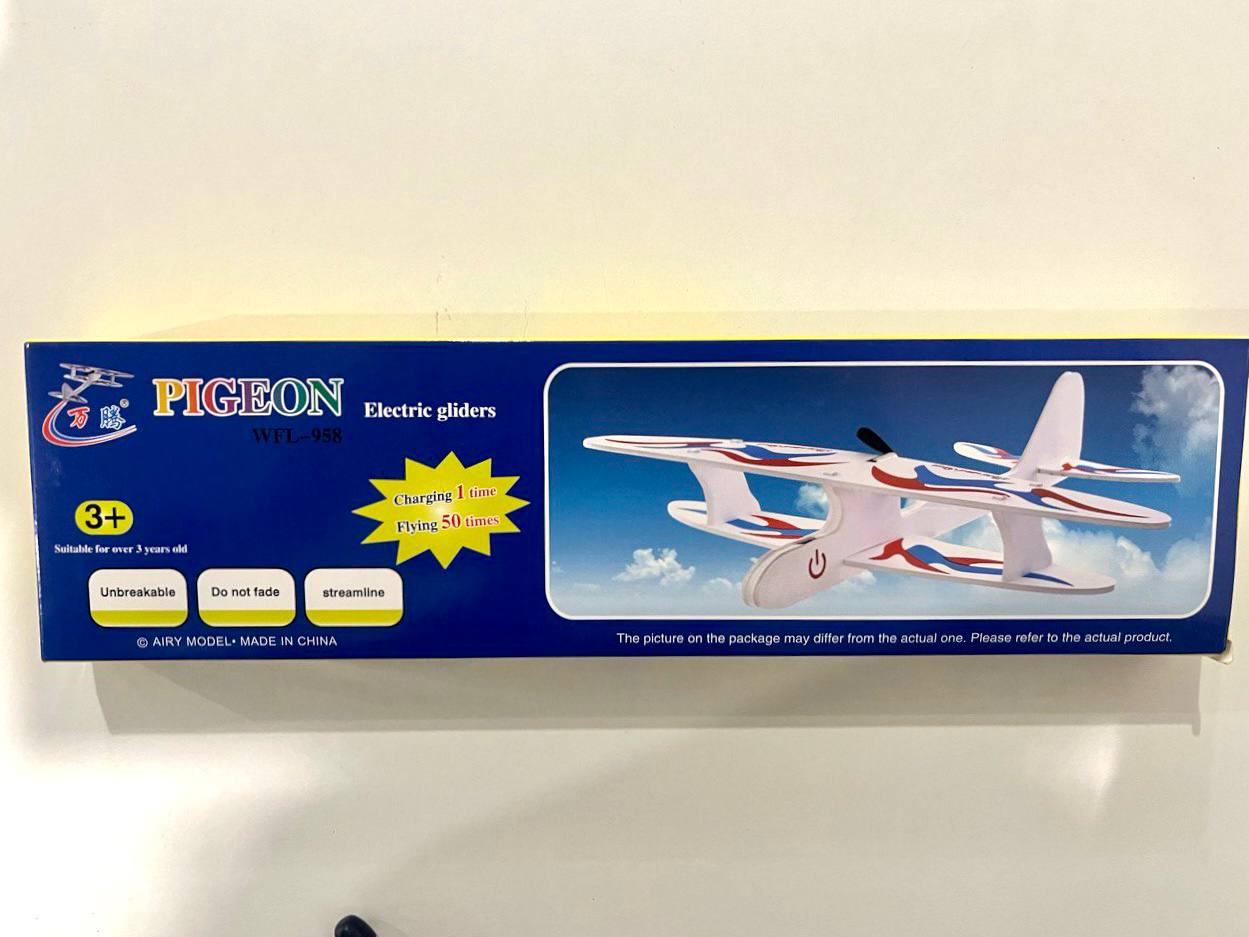 万腾®
PIGEON
Electric gliders
WFL-958
Charging 1 time
Flying 50 times
3+
Suitable for over 3 years old
Unbreakable
Do not fade
streamline
© AIRY MODEL• MADE IN CHINA
The picture on the package may differ from the actual one. Please refer to the actual product.